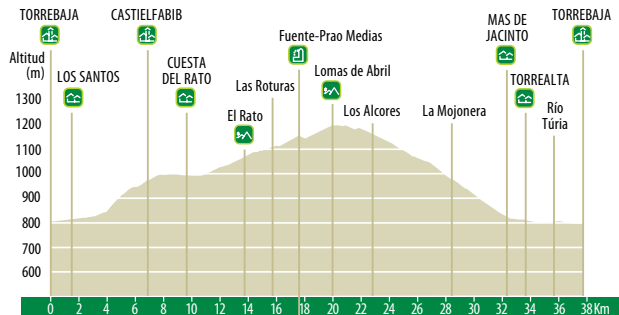 TORREBAJA
CASTIELFABIB
MAS DE
JACINTO
TORREBAJA
Fuente-Prao Medias
Altitud
(m)
LOS SANTOS
CUESTA
DEL RATO
Las Roturas
Lomas de Abril
TORREALTA
El Rato
Los Alcores
La Mojonera
Río
Túria
1300
1200
1100
1000
900
800
700
600
0 2 4 6 8 10 12 14 16 18 20 22 24 26 28 30 32 34 36 38 Km